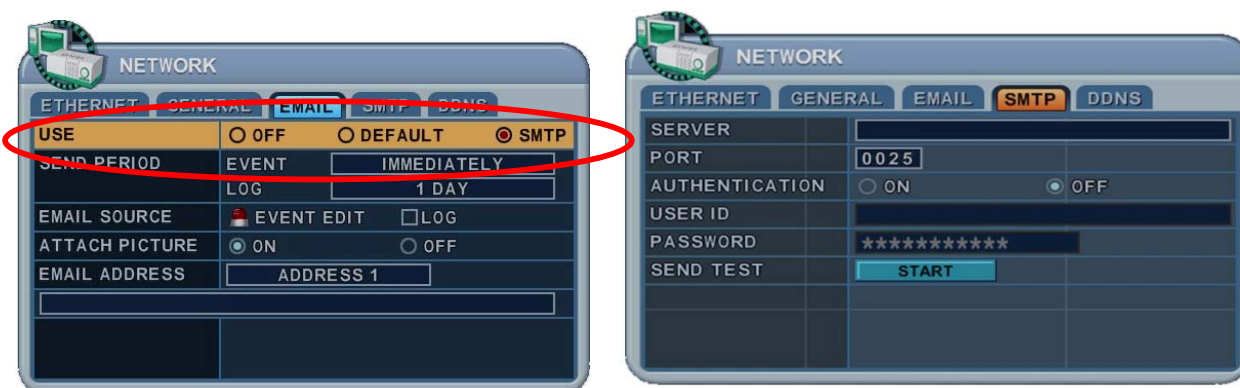 NETWORK
ETHERNET GENERAL EMAIL SMTP DDNS
USE OFF DEFAULT SMTP
SEND PERIOD EVENT IMMEDIATELY
LOG 1 DAY
EMAIL SOURCE EVENT EDIT LOG
ATTACH PICTURE ON OFF
EMAIL ADDRESS ADDRESS 1
NETWORK
ETHERNET GENERAL EMAIL SMTP DDNS
SERVER
PORT 0025
AUTHENTICATION ON OFF
USER ID
PASSWORD ***********
SEND TEST START